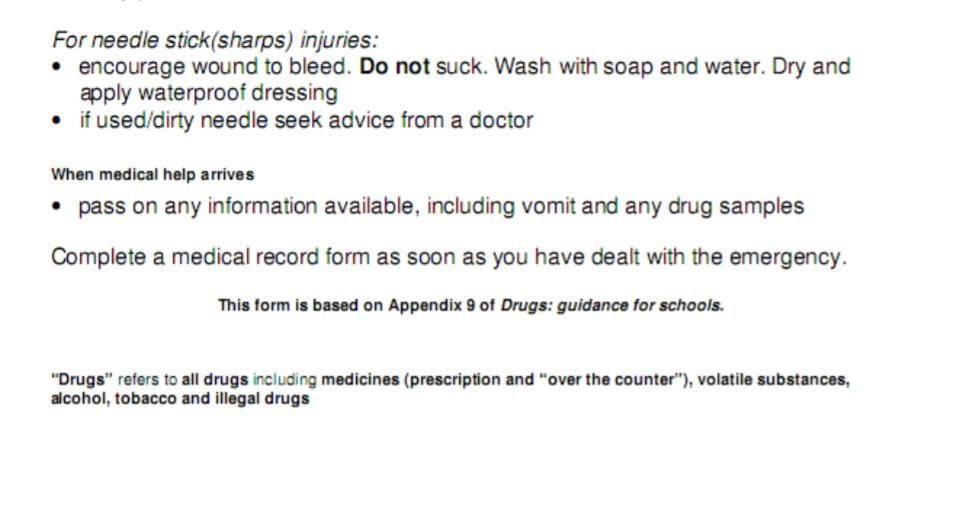 For needle stick(sharps) injuries:
• encourage wound to bleed. Do not suck. Wash with soap and water. Dry and
apply waterproof dressing
• if used/dirty needle seek advice from a doctor
When medical help arrives
• pass on any information available, including vomit and any drug samples
Complete a medical record form as soon as you have dealt with the emergency.
This form is based on Appendix 9 of Drugs: guidance for schools.
“Drugs” refers to all drugs including medicines (prescription and “over the counter”), volatile substances,
alcohol, tobacco and illegal drugs